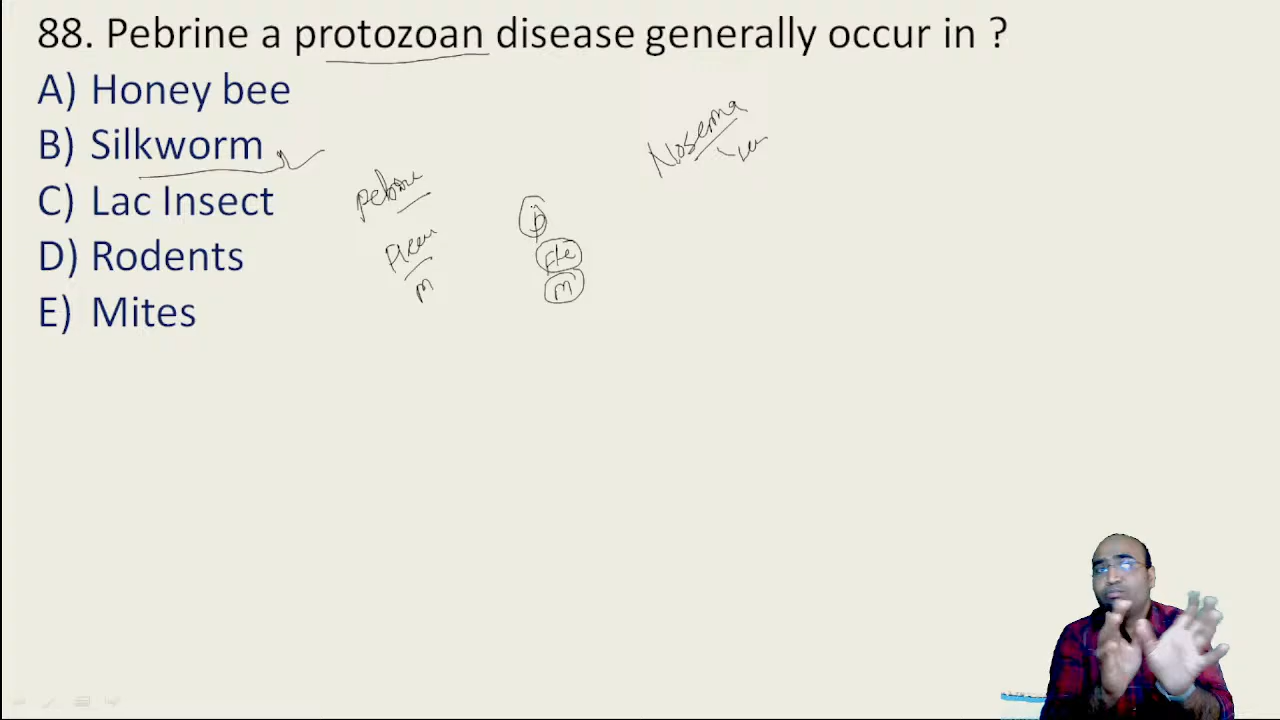 88. Pebrine a protozoan disease generally occur in ?
A) Honey bee
B) Silkworm
C) Lac Insect
D) Rodents
E) Mites
Nosema
pebrine
m
p
m